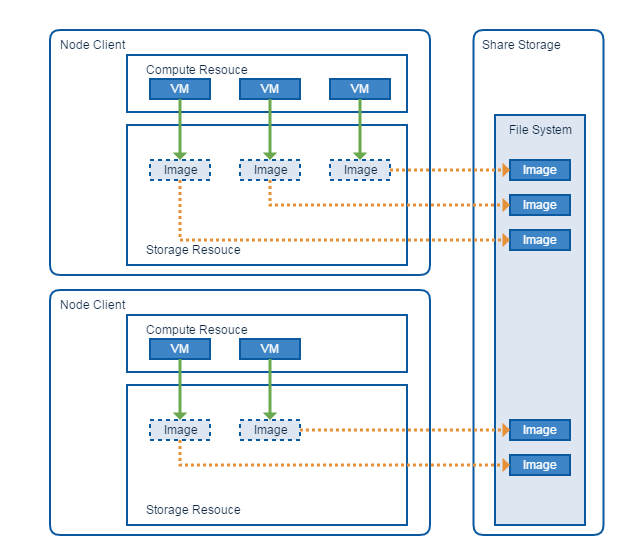 Node Client
Compute Resouce
VM
VM
VM
Image
Image
Image
Storage Resouce
Node Client
Compute Resouce
VM
VM
Image
Image
Storage Resouce
Share Storage
File System
Image
Image
Image
Image
Image